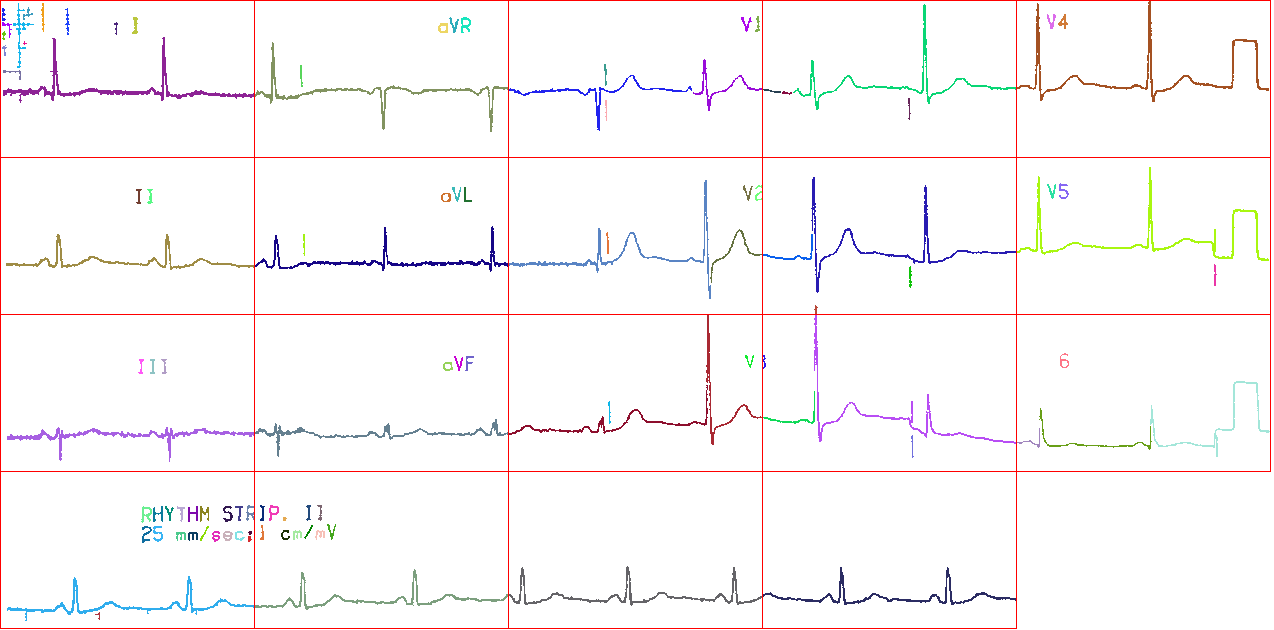 I aVR V1 V4
II aVL V2 V5
III aVF V3 6
RHYTHM STRIP. II
25 mm/sec;1 cm/mV